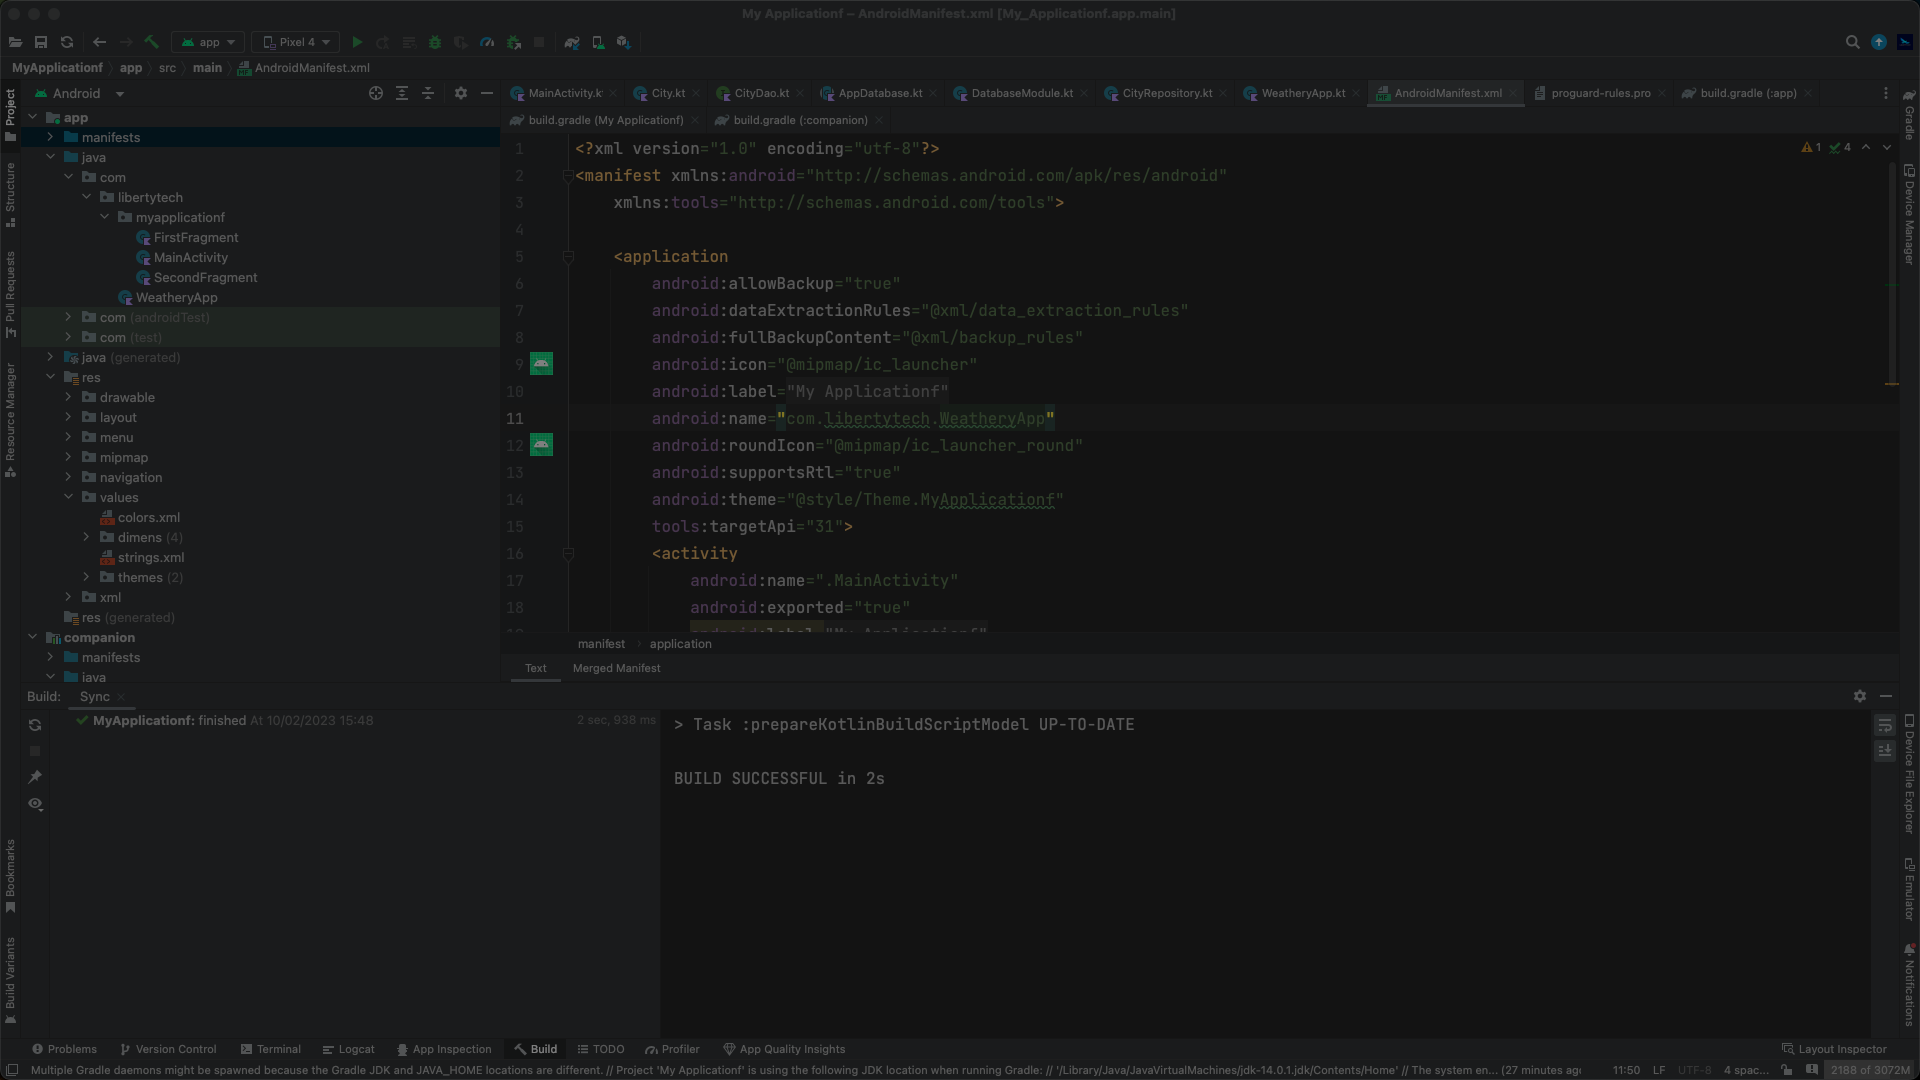 My Applicationf – AndroidManifest.xml [My_Applicationf.app.main]
app
Pixel 4
MyApplicationf
app
src
main
AndroidManifest.xml
Project
Structure
Pull Requests
Resource Manager
Bookmarks
Build Variants
Android
app
manifests
java
com
libertytech
myapplicationf
FirstFragment
MainActivity
SecondFragment
WeatheryApp
com (androidTest)
com (test)
java (generated)
res
drawable
layout
menu
mipmap
navigation
values
colors.xml
dimens (4)
strings.xml
themes (2)
xml
res (generated)
companion
manifests
java
MainActivity.kt
City.kt
CityDao.kt
AppDatabase.kt
DatabaseModule.kt
CityRepository.kt
WeatheryApp.kt
AndroidManifest.xml
proguard-rules.pro
build.gradle (:app)
build.gradle (My Applicationf)
build.gradle (:companion)
1 <?xml version="1.0" encoding="utf-8"?>
2 <manifest xmlns:android="http://schemas.android.com/apk/res/android"
3 xmlns:tools="http://schemas.android.com/tools">
4
5 <application
6 android:allowBackup="true"
7 android:dataExtractionRules="@xml/data_extraction_rules"
8 android:fullBackupContent="@xml/backup_rules"
9 android:icon="@mipmap/ic_launcher"
10 android:label="My Applicationf"
11 android:name="com.libertytech.WeatheryApp"
12 android:roundIcon="@mipmap/ic_launcher_round"
13 android:supportsRtl="true"
14 android:theme="@style/Theme.MyApplicationf"
15 tools:targetApi="31">
16 <activity
17 android:name=".MainActivity"
18 android:exported="true"
19 android:label="My Applicationf"
1 4
manifest
application
Text
Merged Manifest
Gradle
Device Manager
Device File Explorer
Emulator
Notifications
Build:
Sync
MyApplicationf: finished At 10/02/2023 15:48
2 sec, 938 ms
> Task :prepareKotlinBuildScriptModel UP-TO-DATE
BUILD SUCCESSFUL in 2s
Problems
Version Control
Terminal
Logcat
App Inspection
Build
TODO
Profiler
App Quality Insights
Layout Inspector
Multiple Gradle daemons might be spawned because the Gradle JDK and JAVA_HOME locations are different. // Project 'My Applicationf' is using the following JDK location when running Gradle: // '/Library/Java/JavaVirtualMachines/jdk-14.0.1.jdk/Contents/Home' // The system en... (27 minutes ago
11:50
LF
UTF-8
4 spac...
2188 of 3072M